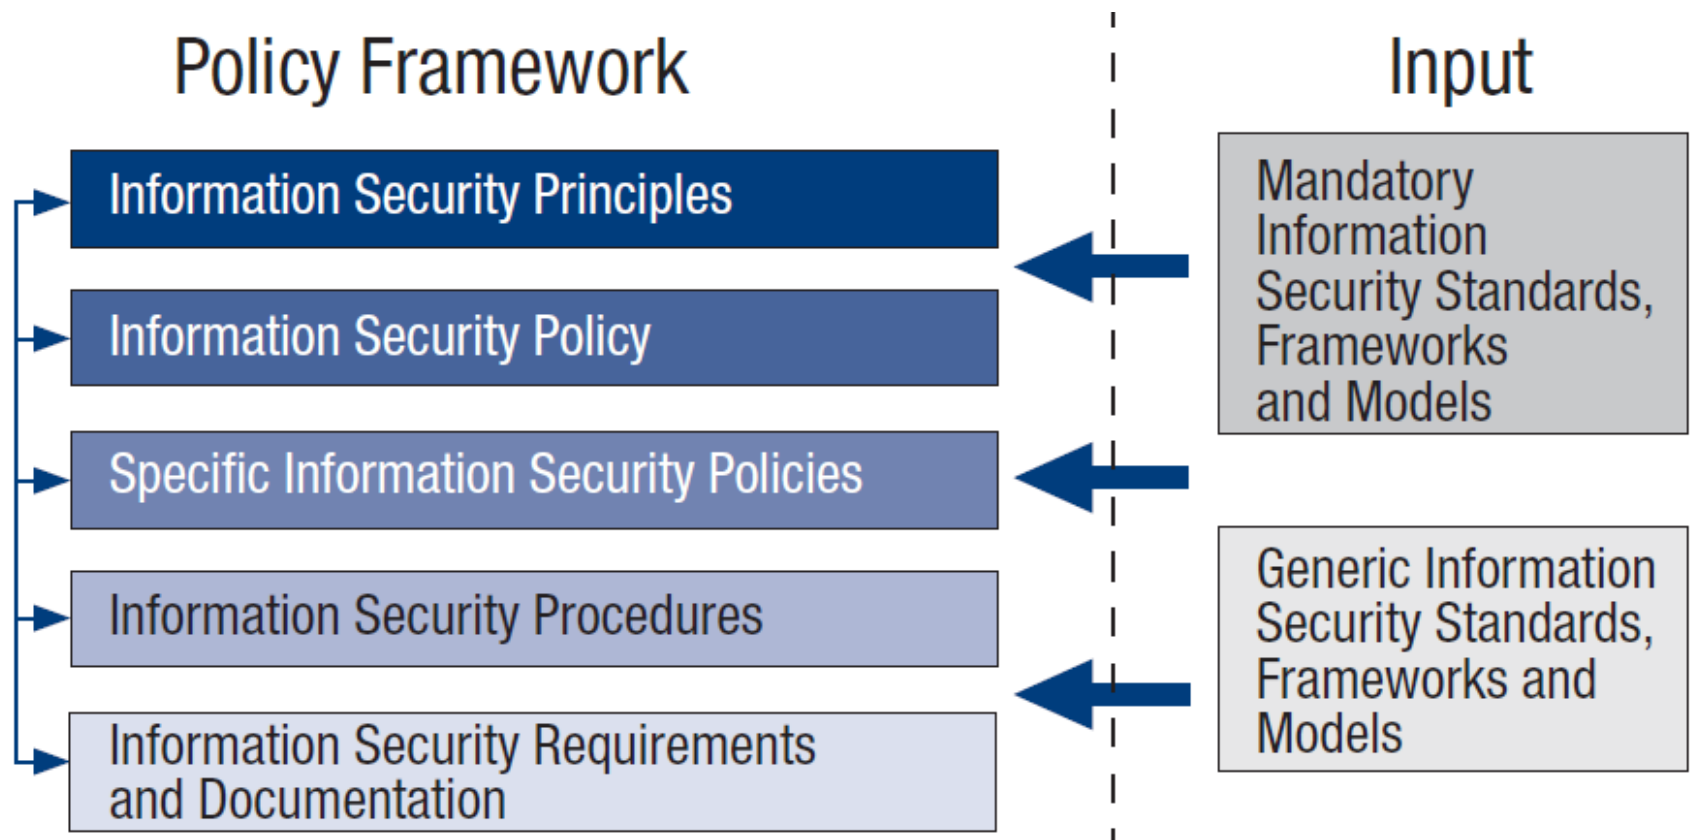 Policy Framework
Input
Information Security Principles
Information Security Policy
Specific Information Security Policies
Information Security Procedures
Information Security Requirements
and Documentation
Mandatory
Information
Security Standards,
Frameworks
and Models
Generic Information
Security Standards,
Frameworks and
Models